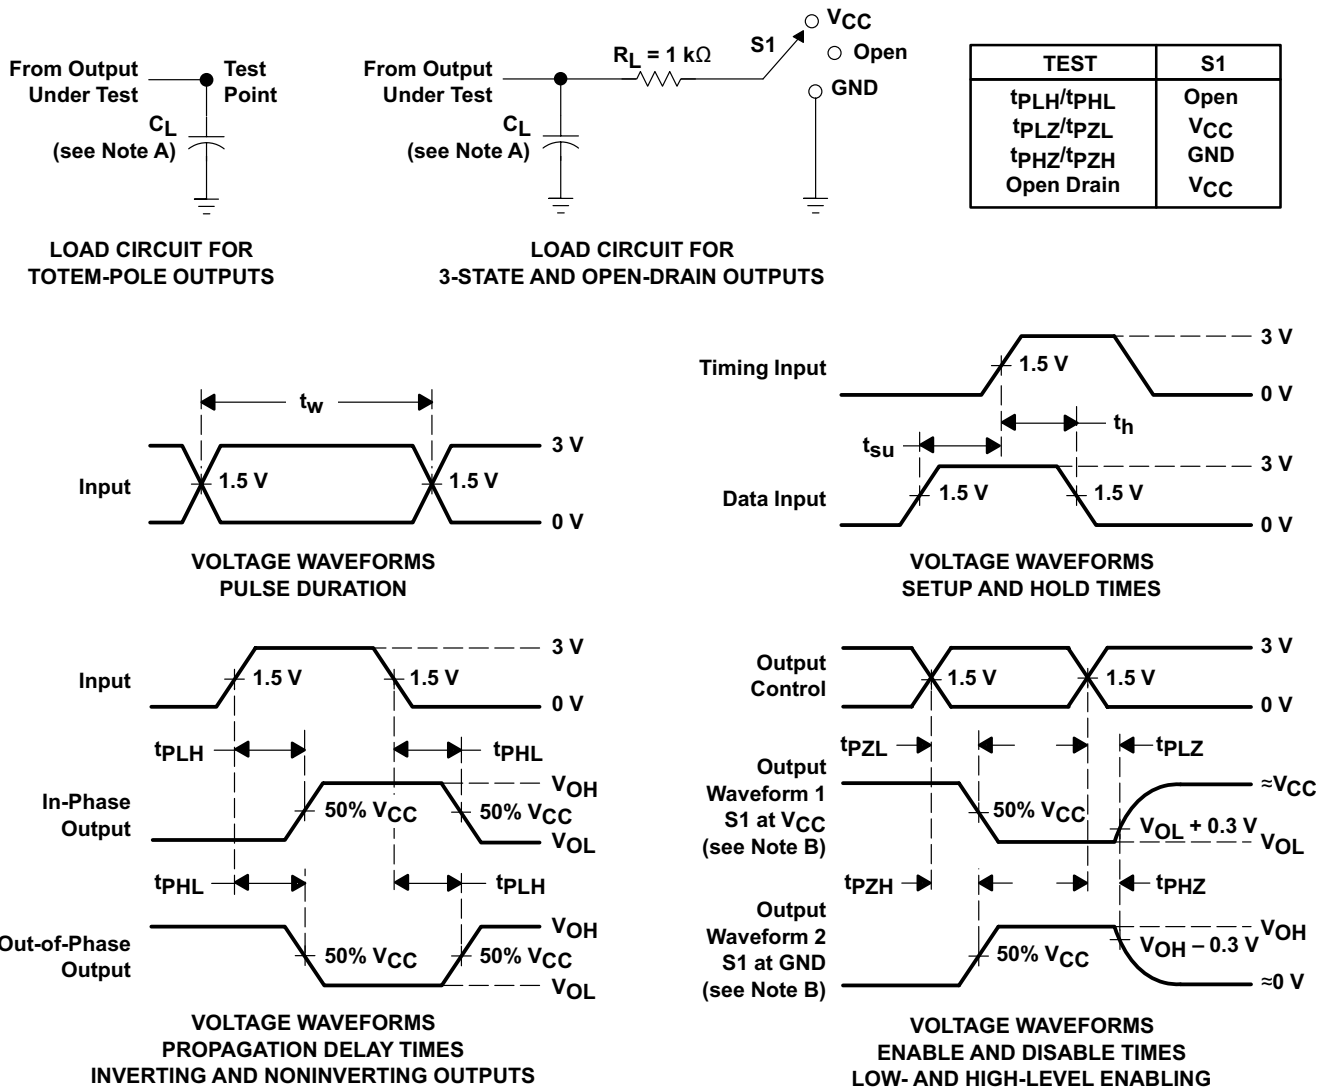 From Output
Under Test
Test
Point
CL
(see Note A)
LOAD CIRCUIT FOR
TOTEM-POLE OUTPUTS
From Output
Under Test
RL = 1 kΩ
S1
VCC
Open
GND
CL
(see Note A)
LOAD CIRCUIT FOR
3-STATE AND OPEN-DRAIN OUTPUTS
TEST S1
tPLH/tPHL Open
tPLZ/tPZL VCC
tPHZ/tPZH GND
Open Drain VCC
tw
Input
1.5 V
1.5 V
3 V
0 V
VOLTAGE WAVEFORMS
PULSE DURATION
Timing Input
1.5 V
3 V
0 V
th
tsu
Data Input
1.5 V
1.5 V
3 V
0 V
VOLTAGE WAVEFORMS
SETUP AND HOLD TIMES
Input
1.5 V
1.5 V
3 V
0 V
tPLH
tPHL
In-Phase
Output
50% VCC
50% VCC
VOH
VOL
tPHL
tPLH
Out-of-Phase
Output
50% VCC
50% VCC
VOH
VOL
VOLTAGE WAVEFORMS
PROPAGATION DELAY TIMES
INVERTING AND NONINVERTING OUTPUTS
Output
Control
1.5 V
1.5 V
3 V
0 V
tPZL
tPLZ
Output
Waveform 1
S1 at VCC
(see Note B)
50% VCC
≈VCC
VOL + 0.3 V
VOL
tPZH
tPHZ
Output
Waveform 2
S1 at GND
(see Note B)
50% VCC
VOH
VOH – 0.3 V
≈0 V
VOLTAGE WAVEFORMS
ENABLE AND DISABLE TIMES
LOW- AND HIGH-LEVEL ENABLING